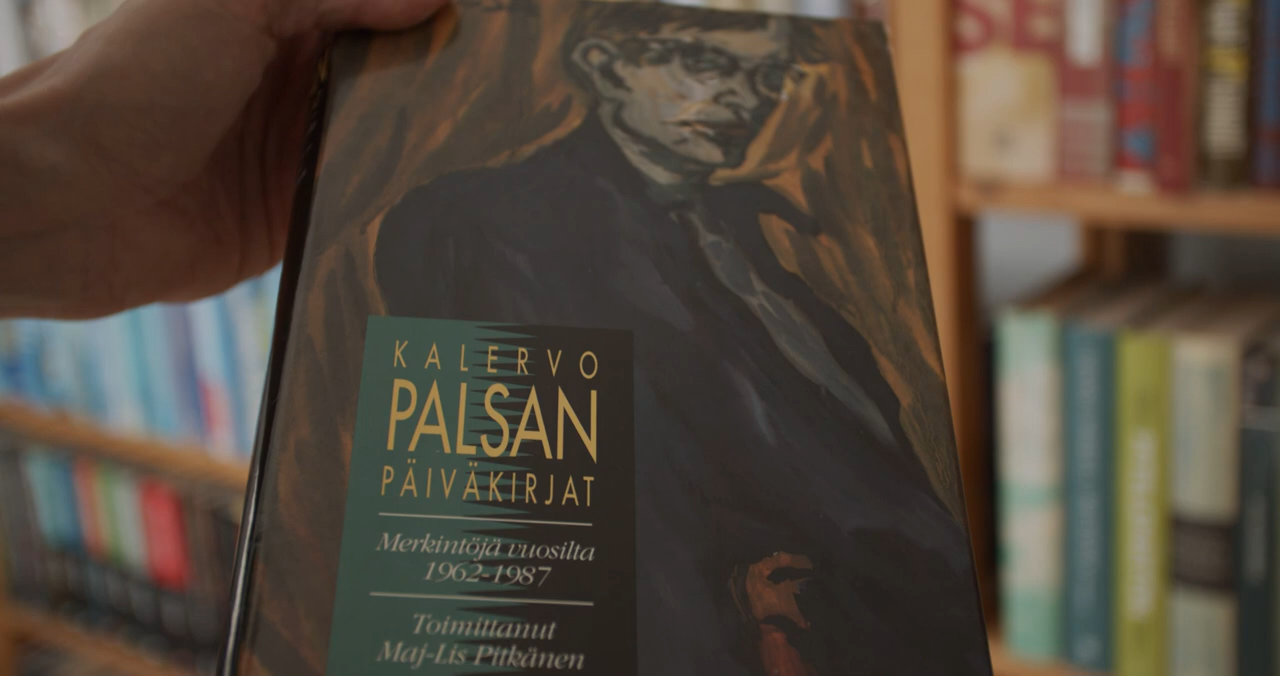 KALERVO
PALSAN
PÄIVÄKIRJAT
Merkintöjä vuosilta
1962-1987
Toimittanut
Maj-Lis Pitkänen